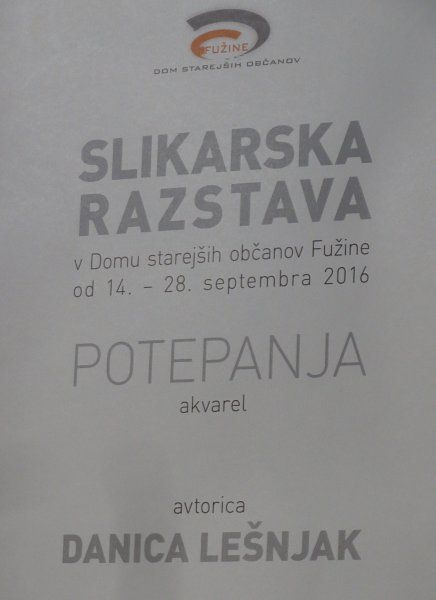 FUŽINE
DOM STAREJŠIH OBČANOV
SLIKARSKA
RAZSTAVA
v Domu starejših občanov Fužine
od 14. – 28. septembra 2016
POTEPANJA
akvarel
avtorica
DANICA LEŠNJAK